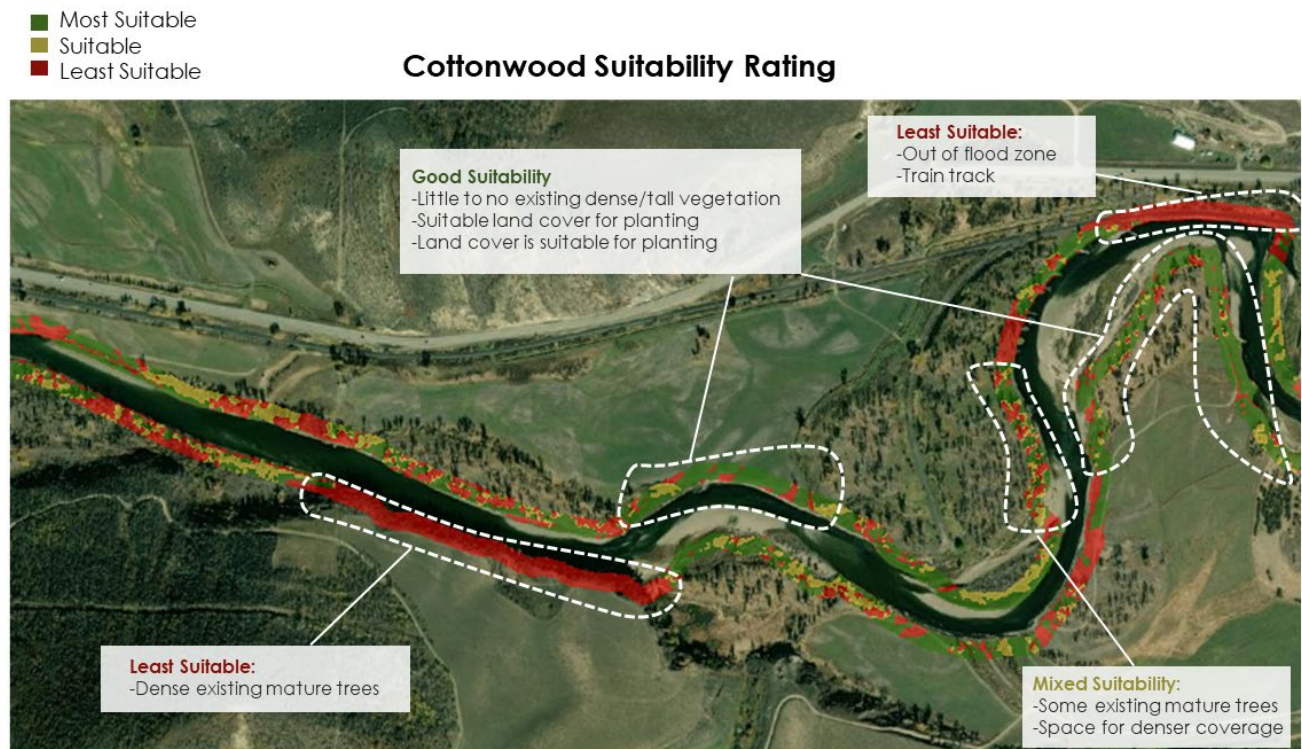 Most Suitable
Suitable
Least Suitable
Cottonwood Suitability Rating
Least Suitable:
-Out of flood zone
-Train track
Good Suitability
-Little to no existing dense/tall vegetation
-Suitable land cover for planting
-Land cover is suitable for planting
Least Suitable:
-Dense existing mature trees
Mixed Suitability:
-Some existing mature trees
-Space for denser coverage